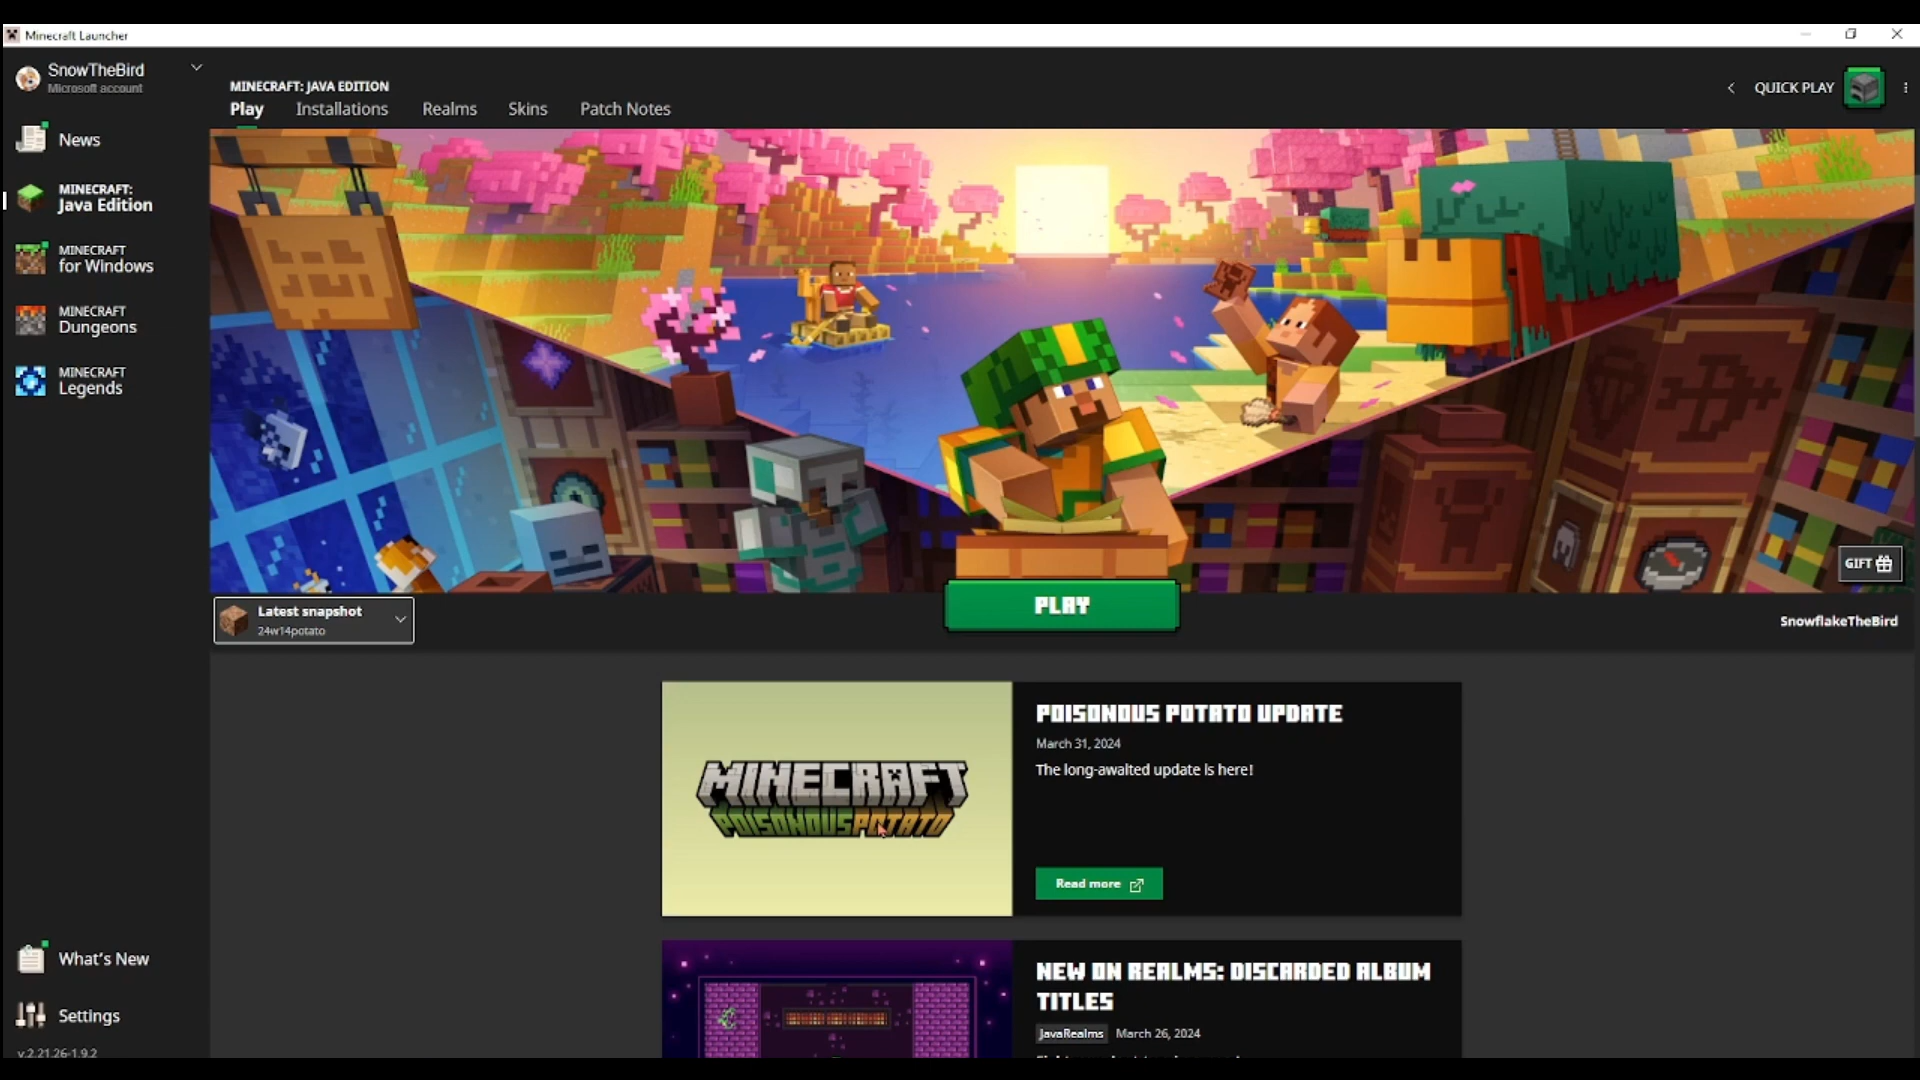 Minecraft Launcher
SnowTheBird
Microsoft account
News
MINECRAFT:
Java Edition
MINECRAFT
for Windows
MINECRAFT
Dungeons
MINECRAFT
Legends
What's New
Settings
v.2.21.26-1.9.2
MINECRAFT: JAVA EDITION
Play
Installations
Realms
Skins
Patch Notes
QUICK PLAY
GIFT
Latest snapshot
24w14potato
PLAY
SnowflakeTheBird
MINECRAFT
POISONOUS POTATO
POISONOUS POTATO UPDATE
March 31, 2024
The long-awaited update is here!
Read more
NEW ON REALMS: DISCARDED ALBUM
TITLES
JavaRealms March 26, 2024